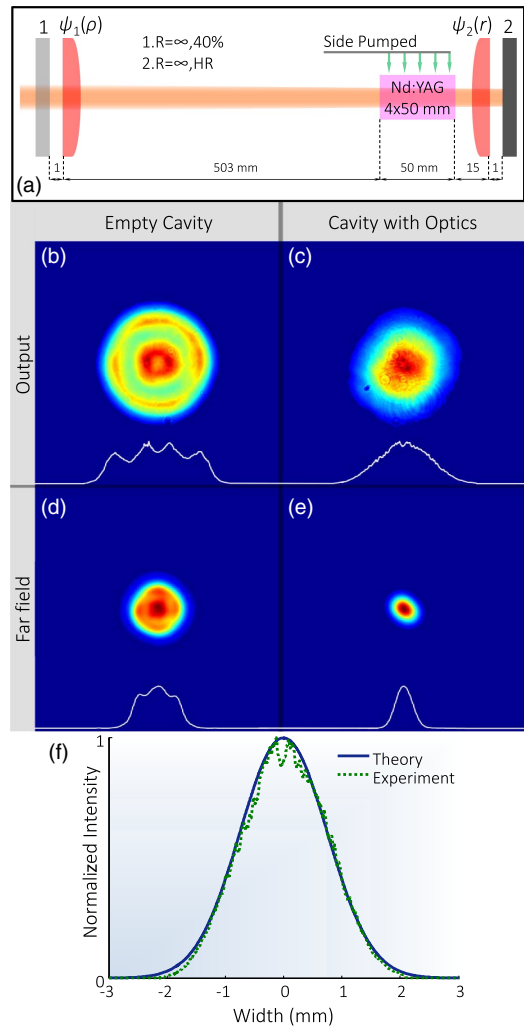 1 ψ₁(ρ) ψ₂(r) 2
1.R=∞,40%
2.R=∞,HR
Side Pumped
Nd:YAG
4x50 mm
1 503 mm 50 mm 15 1
(a)
Empty Cavity Cavity with Optics
Output
(b) (c)
Far field
(d) (e)
(f)
Normalized Intensity
1
0
Theory
Experiment
-3 -2 -1 0 1 2 3
Width (mm)